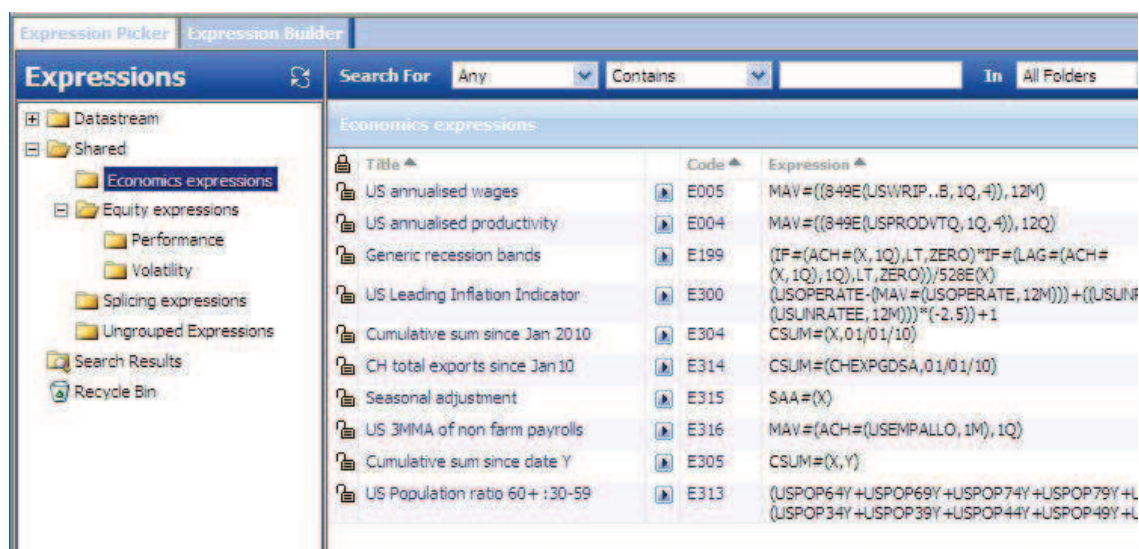 Expression Picker Expression Builder
Expressions
Search For Any Contains In All Folders
Datastream
Shared
Economics expressions
Equity expressions
Performance
Volatility
Splicing expressions
Ungrouped Expressions
Search Results
Recycle Bin
Economics expressions
Title Code Expression
US annualised wages E005 MAV#((849E(USWRIP..B,1Q,4)),12M)
US annualised productivity E004 MAV#((849E(USPRODVTQ,1Q,4)),12Q)
Generic recession bands E199 (IF#(ACH#(X,1Q),LT,ZERO)*IF#(LAG#(ACH#
(X,1Q),1Q),LT,ZERO))/528E(X)
US Leading Inflation Indicator E300 (USOPERATE-(MAV#(USOPERATE,12M)))+((USUNR
(USUNRATEE,12M)))*(-2.5))+1
Cumulative sum since Jan 2010 E304 CSUM#(X,01/01/10)
CH total exports since Jan10 E314 CSUM#(CHEXPGDSA,01/01/10)
Seasonal adjustment E315 SAA#(X)
US 3MMA of non farm payrolls E316 MAV#(ACH#(USEMPALLO,1M),1Q)
Cumulative sum since date Y E305 CSUM#(X,Y)
US Population ratio 60+ :30-59 E313 (USPOP64Y+USPOP69Y+USPOP74Y+USPOP79Y+U
(USPOP34Y+USPOP39Y+USPOP44Y+USPOP49Y+U